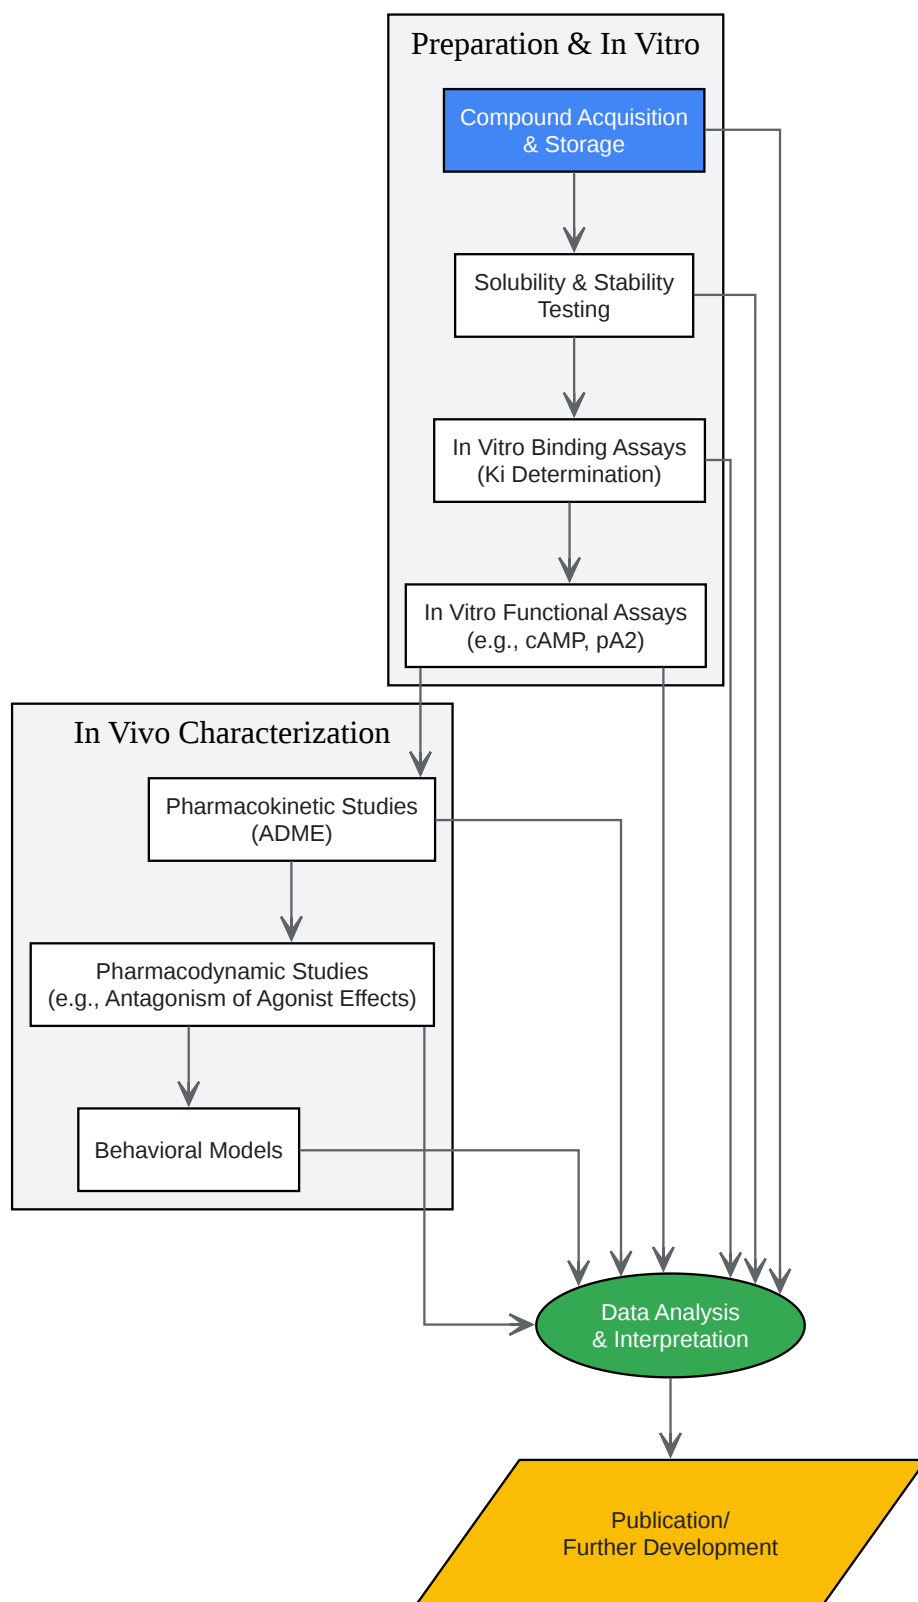 Preparation & In Vitro
Compound Acquisition
& Storage
Solubility & Stability
Testing
In Vitro Binding Assays
(Ki Determination)
In Vitro Functional Assays
(e.g., cAMP, pA2)
In Vivo Characterization
Pharmacokinetic Studies
(ADME)
Pharmacodynamic Studies
(e.g., Antagonism of Agonist Effects)
Behavioral Models
Data Analysis
& Interpretation
Publication/
Further Development